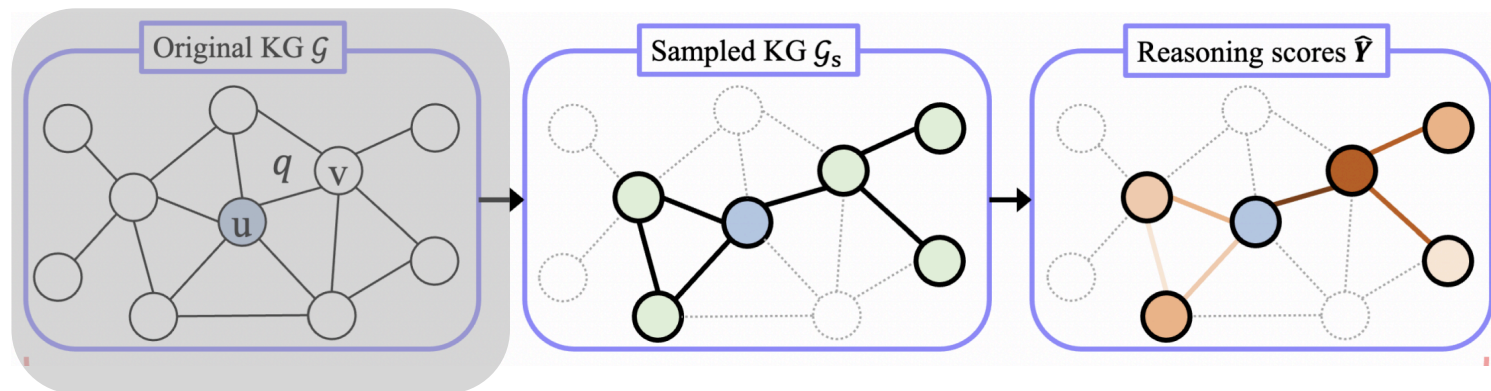 Original KG 𝒢
Sampled KG 𝒢ₛ
Reasoning scores Ŷ
q
v
u